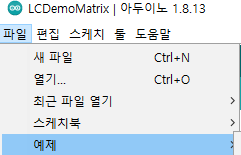 LCDemoMatrix | 아두이노 1.8.13
파일 편집 스케치 툴 도움말
새 파일 Ctrl+N
열기... Ctrl+O
최근 파일 열기
스케치북
예제